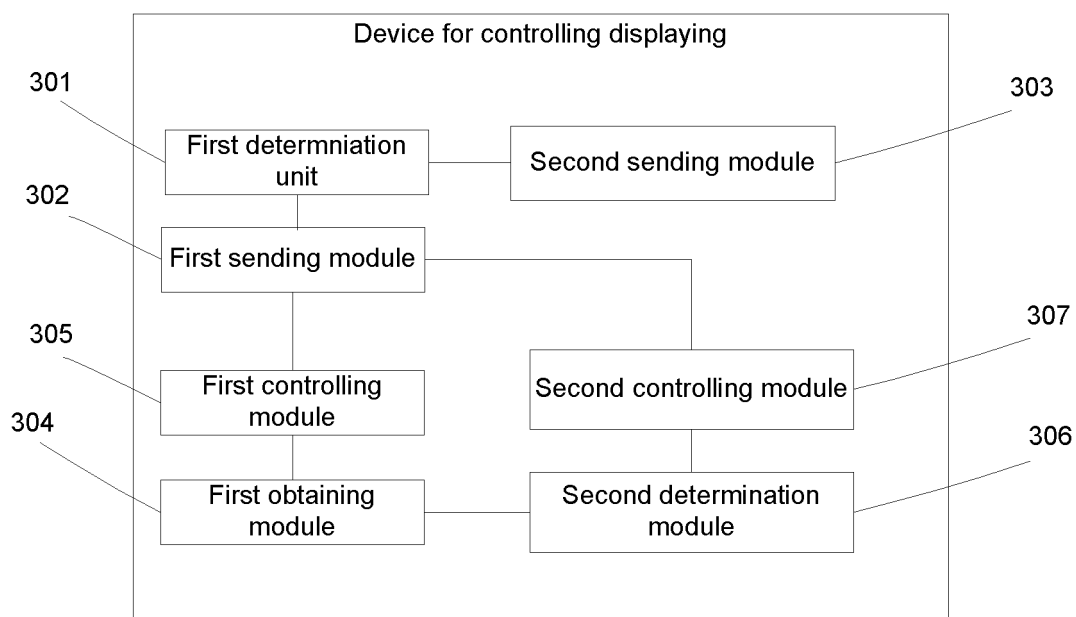 Device for controlling displaying
301
303
First determniation
unit
Second sending module
302
First sending module
305
307
First controlling
module
Second controlling module
304
306
First obtaining
module
Second determination
module